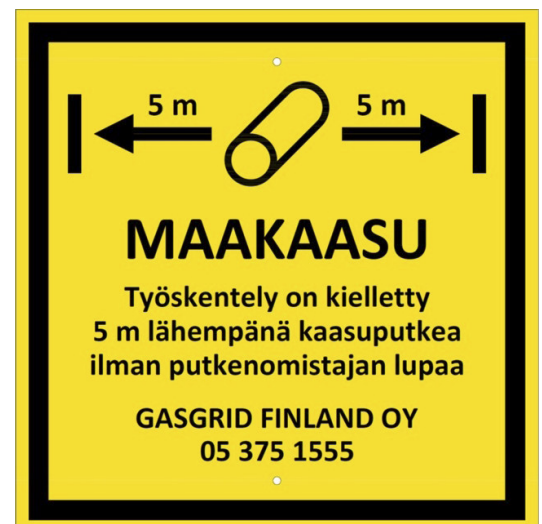 5 m 5 m
MAAKAASU
Työskentely on kielletty
5 m lähempänä kaasuputkea
ilman putkenomistajan lupaa
GASGRID FINLAND OY
05 375 1555